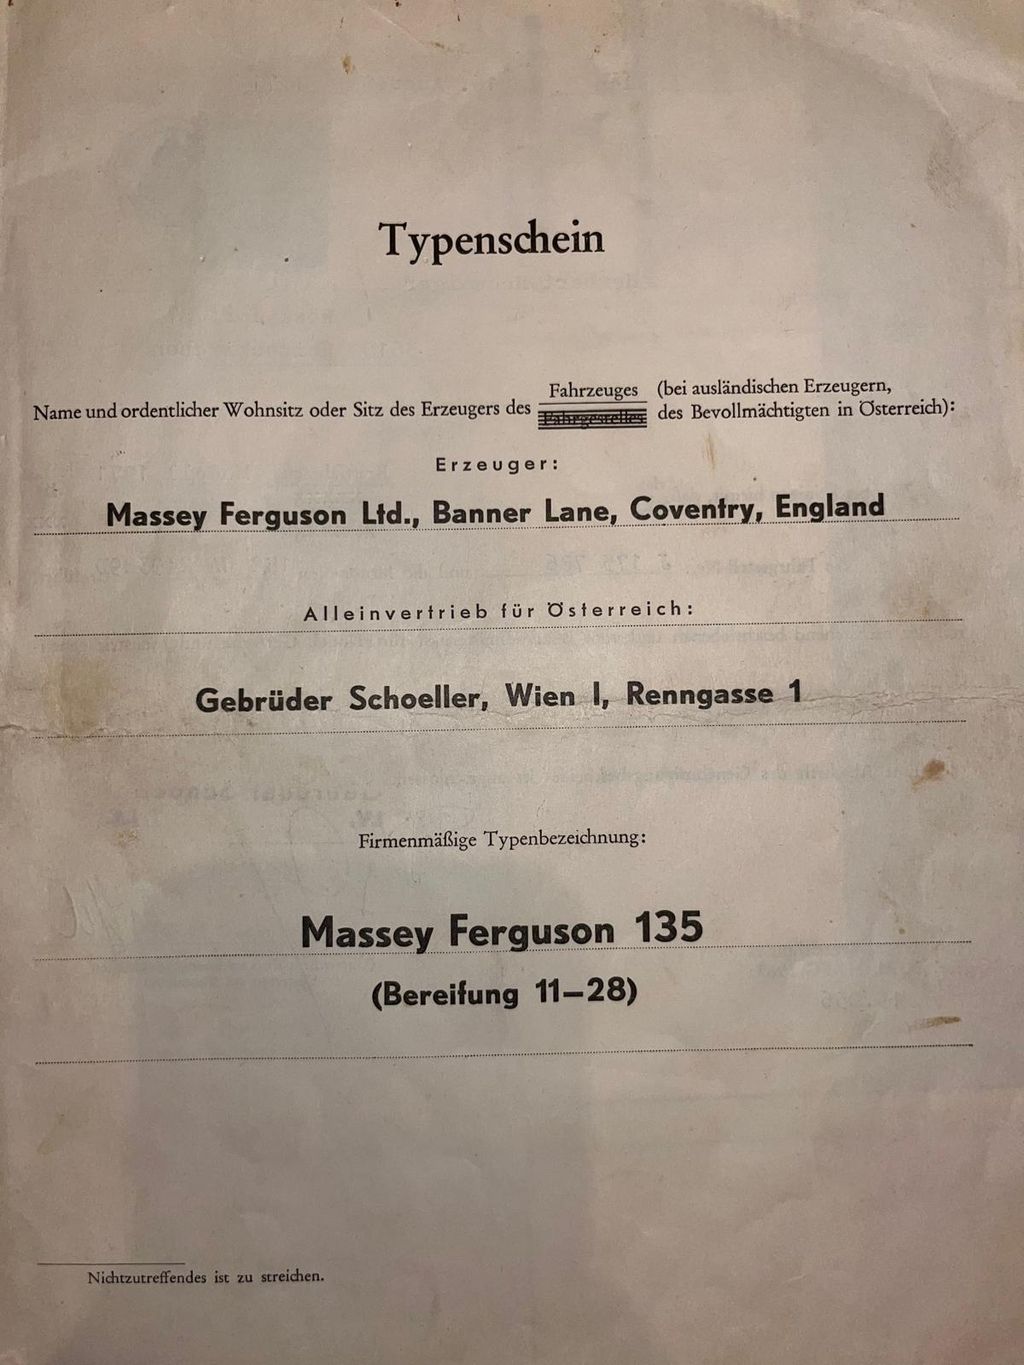 Typenschein
Name und ordentlicher Wohnsitz oder Sitz des Erzeugers des Fahrzeuges (bei ausländischen Erzeugern,
Fahrgestelles des Bevollmächtigten in Österreich):
Erzeuger:
Massey Ferguson Ltd., Banner Lane, Coventry, England
Alleinvertrieb für Österreich:
Gebrüder Schoeller, Wien I, Renngasse 1
Firmenmäßige Typenbezeichnung:
Massey Ferguson 135
(Bereifung 11–28)
Nichtzutreffendes ist zu streichen.